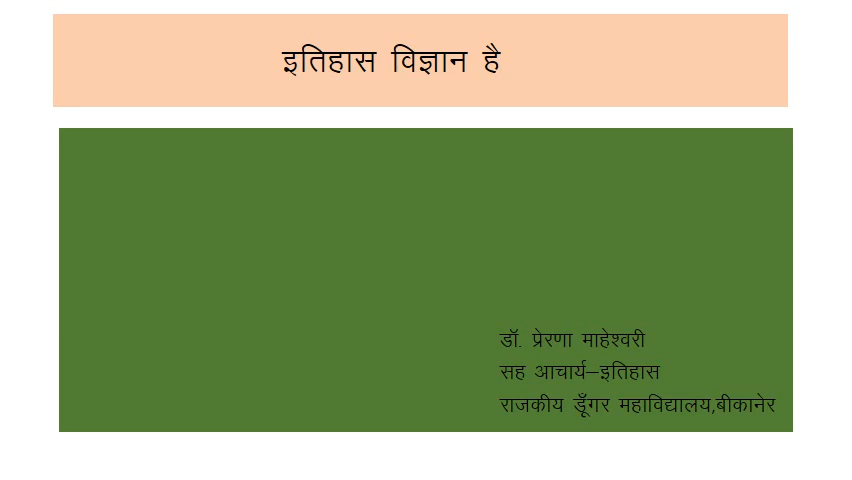 इतिहास विज्ञान है
डॉ. प्रेरणा माहेश्वरी
सह आचार्य–इतिहास
राजकीय डूँगर महाविद्यालय,बीकानेर